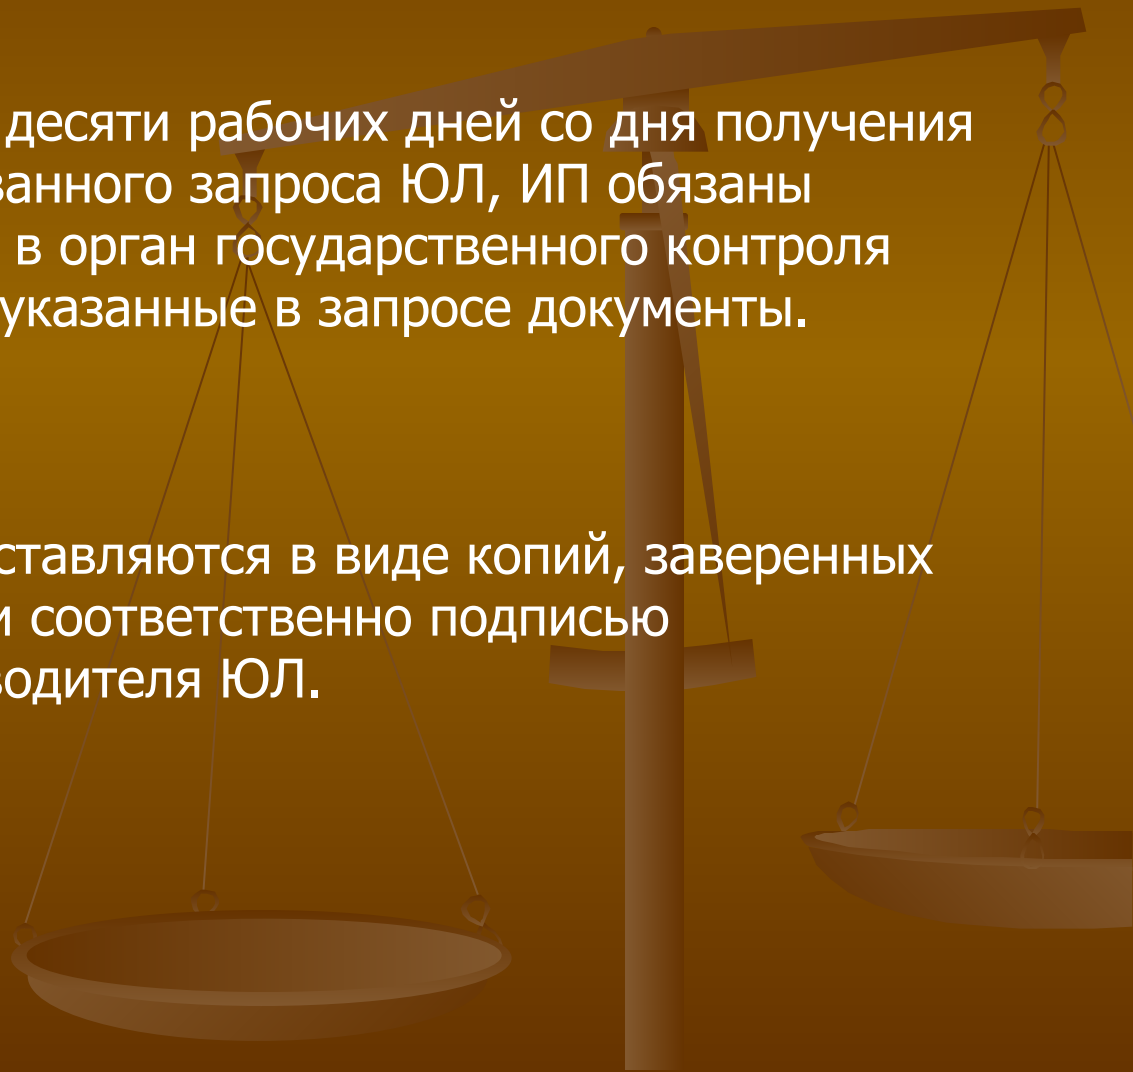 десяти рабочих дней со дня получения
ванного запроса ЮЛ, ИП обязаны
в орган государственного контроля
указанные в запросе документы.
ставляются в виде копий, заверенных
и соответственно подписью
водителя ЮЛ.